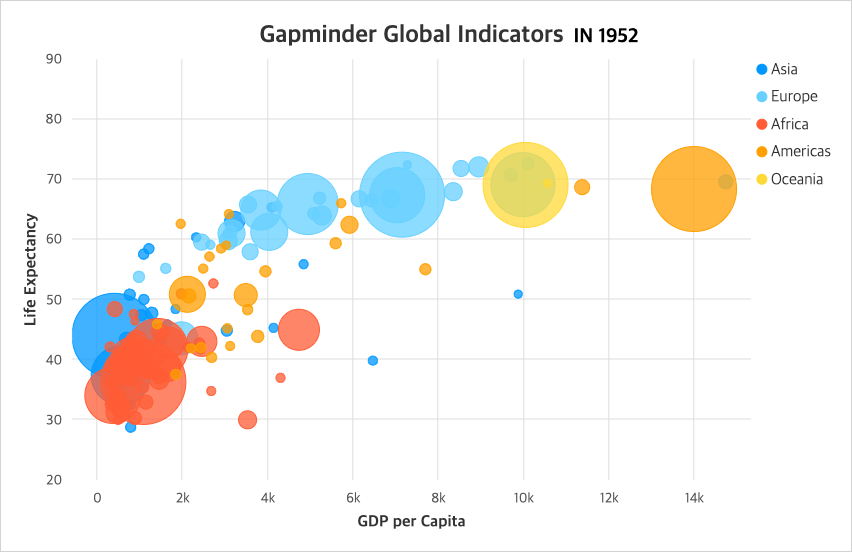 Gapminder Global Indicators IN 1952
90
80
70
60
50
40
30
20
Life Expectancy
0 2k 4k 6k 8k 10k 12k 14k
GDP per Capita
Asia
Europe
Africa
Americas
Oceania